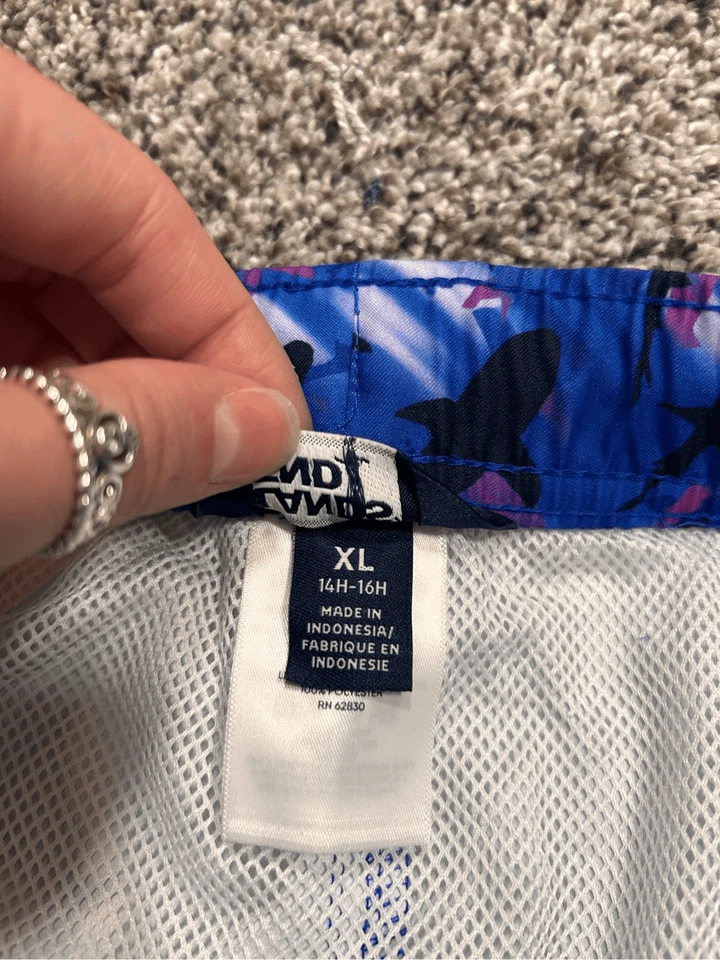 XL
14H-16H
MADE IN
INDONESIA/
FABRIQUE EN
INDONESIE
100% POLYESTER
RN 62830